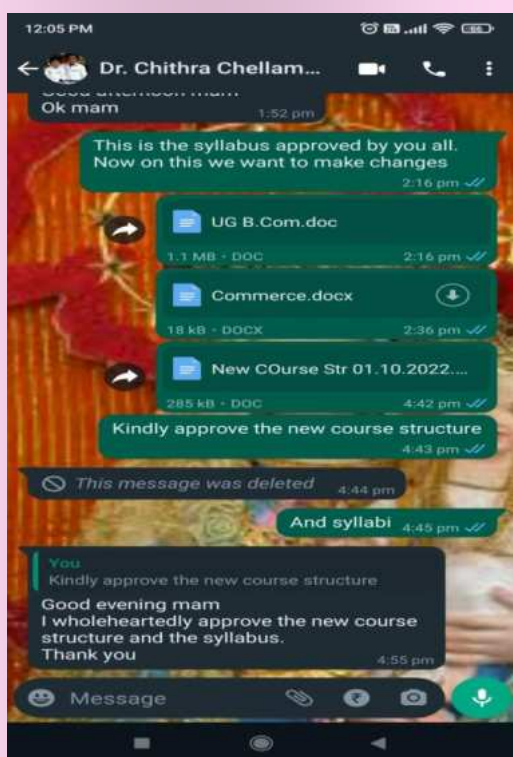 12:05 PM
Dr. Chithra Chellam...
Good afternoon mam
Ok mam
1:52 pm
This is the syllabus approved by you all.
Now on this we want to make changes
2:16 pm
UG B.Com.doc
1.1 MB • DOC
2:16 pm
Commerce.docx
18 kB • DOCX
2:36 pm
New COurse Str 01.10.2022....
285 kB • DOC
4:42 pm
Kindly approve the new course structure
4:43 pm
This message was deleted
4:44 pm
And syllabi
4:45 pm
You
Kindly approve the new course structure
Good evening mam
I wholeheartedly approve the new course
structure and the syllabus.
Thank you
4:55 pm
Message